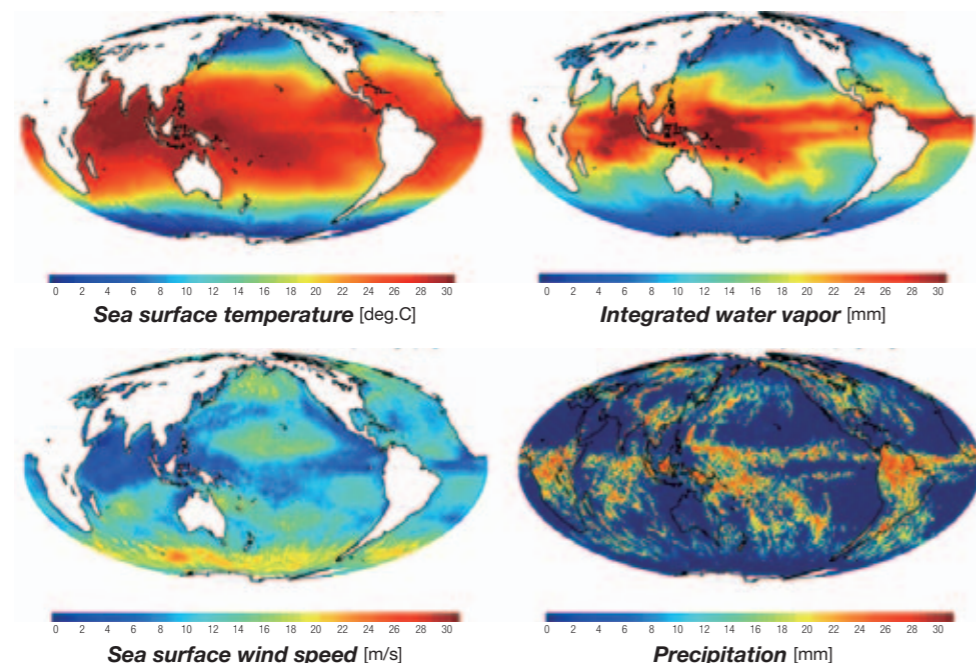 0 2 4 6 8 10 12 14 16 18 20 22 24 26 28 30
0 2 4 6 8 10 12 14 16 18 20 22 24 26 28 30
Sea surface temperature [deg.C]
Integrated water vapor [mm]
0 2 4 6 8 10 12 14 16 18 20 22 24 26 28 30
0 2 4 6 8 10 12 14 16 18 20 22 24 26 28 30
Sea surface wind speed [m/s]
Precipitation [mm]